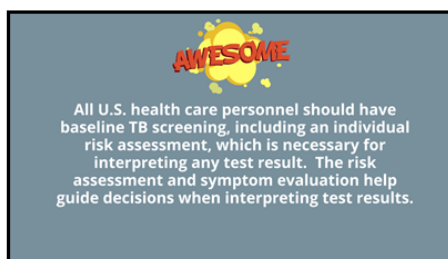 AWESOME
All U.S. health care personnel should have
baseline TB screening, including an individual
risk assessment, which is necessary for
interpreting any test result.  The risk
assessment and symptom evaluation help
guide decisions when interpreting test results.